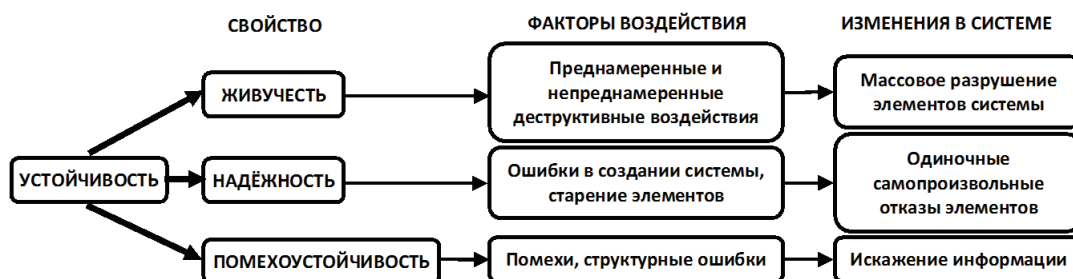 СВОЙСТВО
ФАКТОРЫ ВОЗДЕЙСТВИЯ
ИЗМЕНЕНИЯ В СИСТЕМЕ
ЖИВУЧЕСТЬ
Преднамеренные и
непреднамеренные
деструктивные воздействия
Массовое разрушение
элементов системы
УСТОЙЧИВОСТЬ
НАДЁЖНОСТЬ
Ошибки в создании системы,
старение элементов
Одиночные
самопроизвольные
отказы элементов
ПОМЕХОУСТОЙЧИВОСТЬ
Помехи, структурные ошибки
Искажение информации